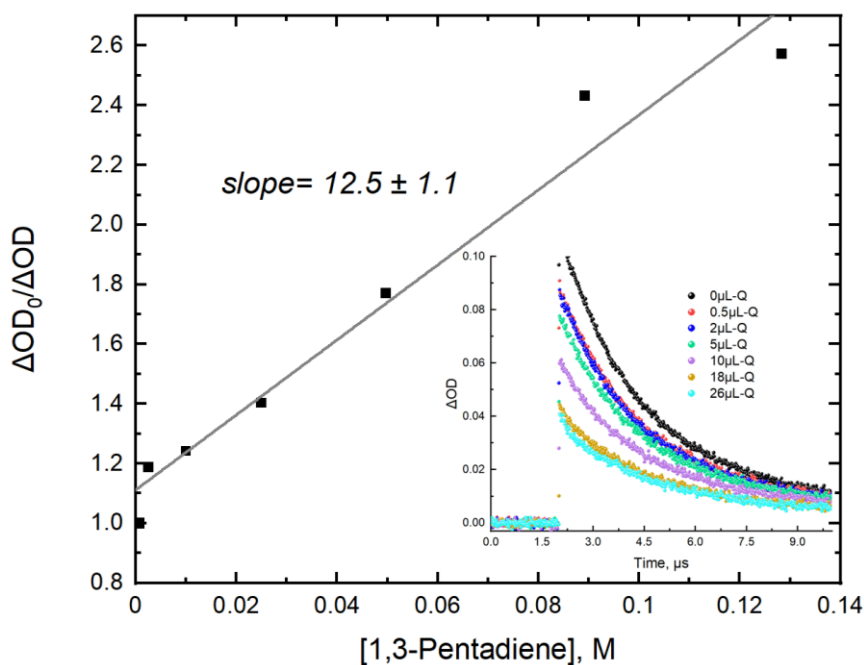 2.6
2.4
2.2
2.0
1.8
1.6
1.4
1.2
1.0
0.8
ΔOD₀/ΔOD
slope= 12.5 ± 1.1
0.10
0.08
0.06
0.04
0.02
0.00
ΔOD
0µL-Q
0.5µL-Q
2µL-Q
5µL-Q
10µL-Q
18µL-Q
26µL-Q
0.0 1.5 3.0 4.5 6.0 7.5 9.0
Time, µs
0 0.02 0.04 0.06 0.08 0.1 0.12 0.14
[1,3-Pentadiene], M